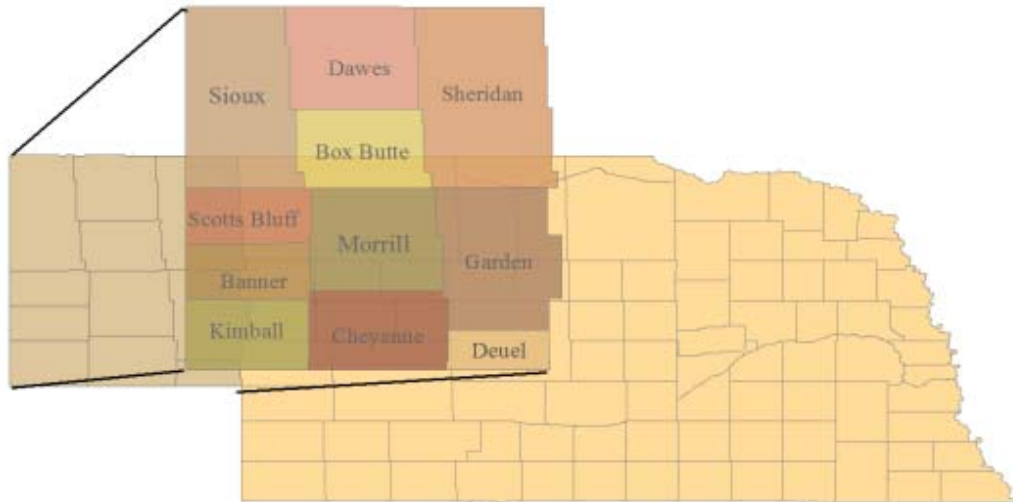 Dawes
Sioux
Sheridan
Box Butte
Scotts Bluff
Morrill
Garden
Banner
Kimball
Cheyenne
Deuel